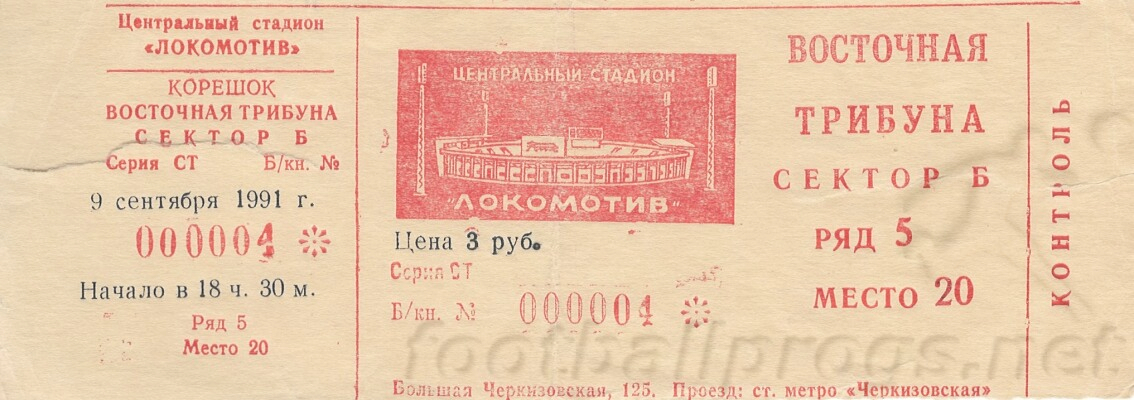 Центральный стадион
«ЛОКОМОТИВ»
КОРЕШОК
ВОСТОЧНАЯ ТРИБУНА
СЕКТОР Б
Серия СТ Б/кн. №
9 сентября 1991 г.
000004
Начало в 18 ч. 30 м.
Ряд 5
Место 20
ЦЕНТРАЛЬНЫЙ СТАДИОН
"ЛОКОМОТИВ"
Цена 3 руб.
Серия СТ
Б/кн. № 000004
Большая Черкизовская, 125. Проезд: ст. метро «Черкизовская»
ВОСТОЧНАЯ
ТРИБУНА
СЕКТОР Б
РЯД 5
МЕСТО 20
КОНТРОЛЬ
footballprogs.net